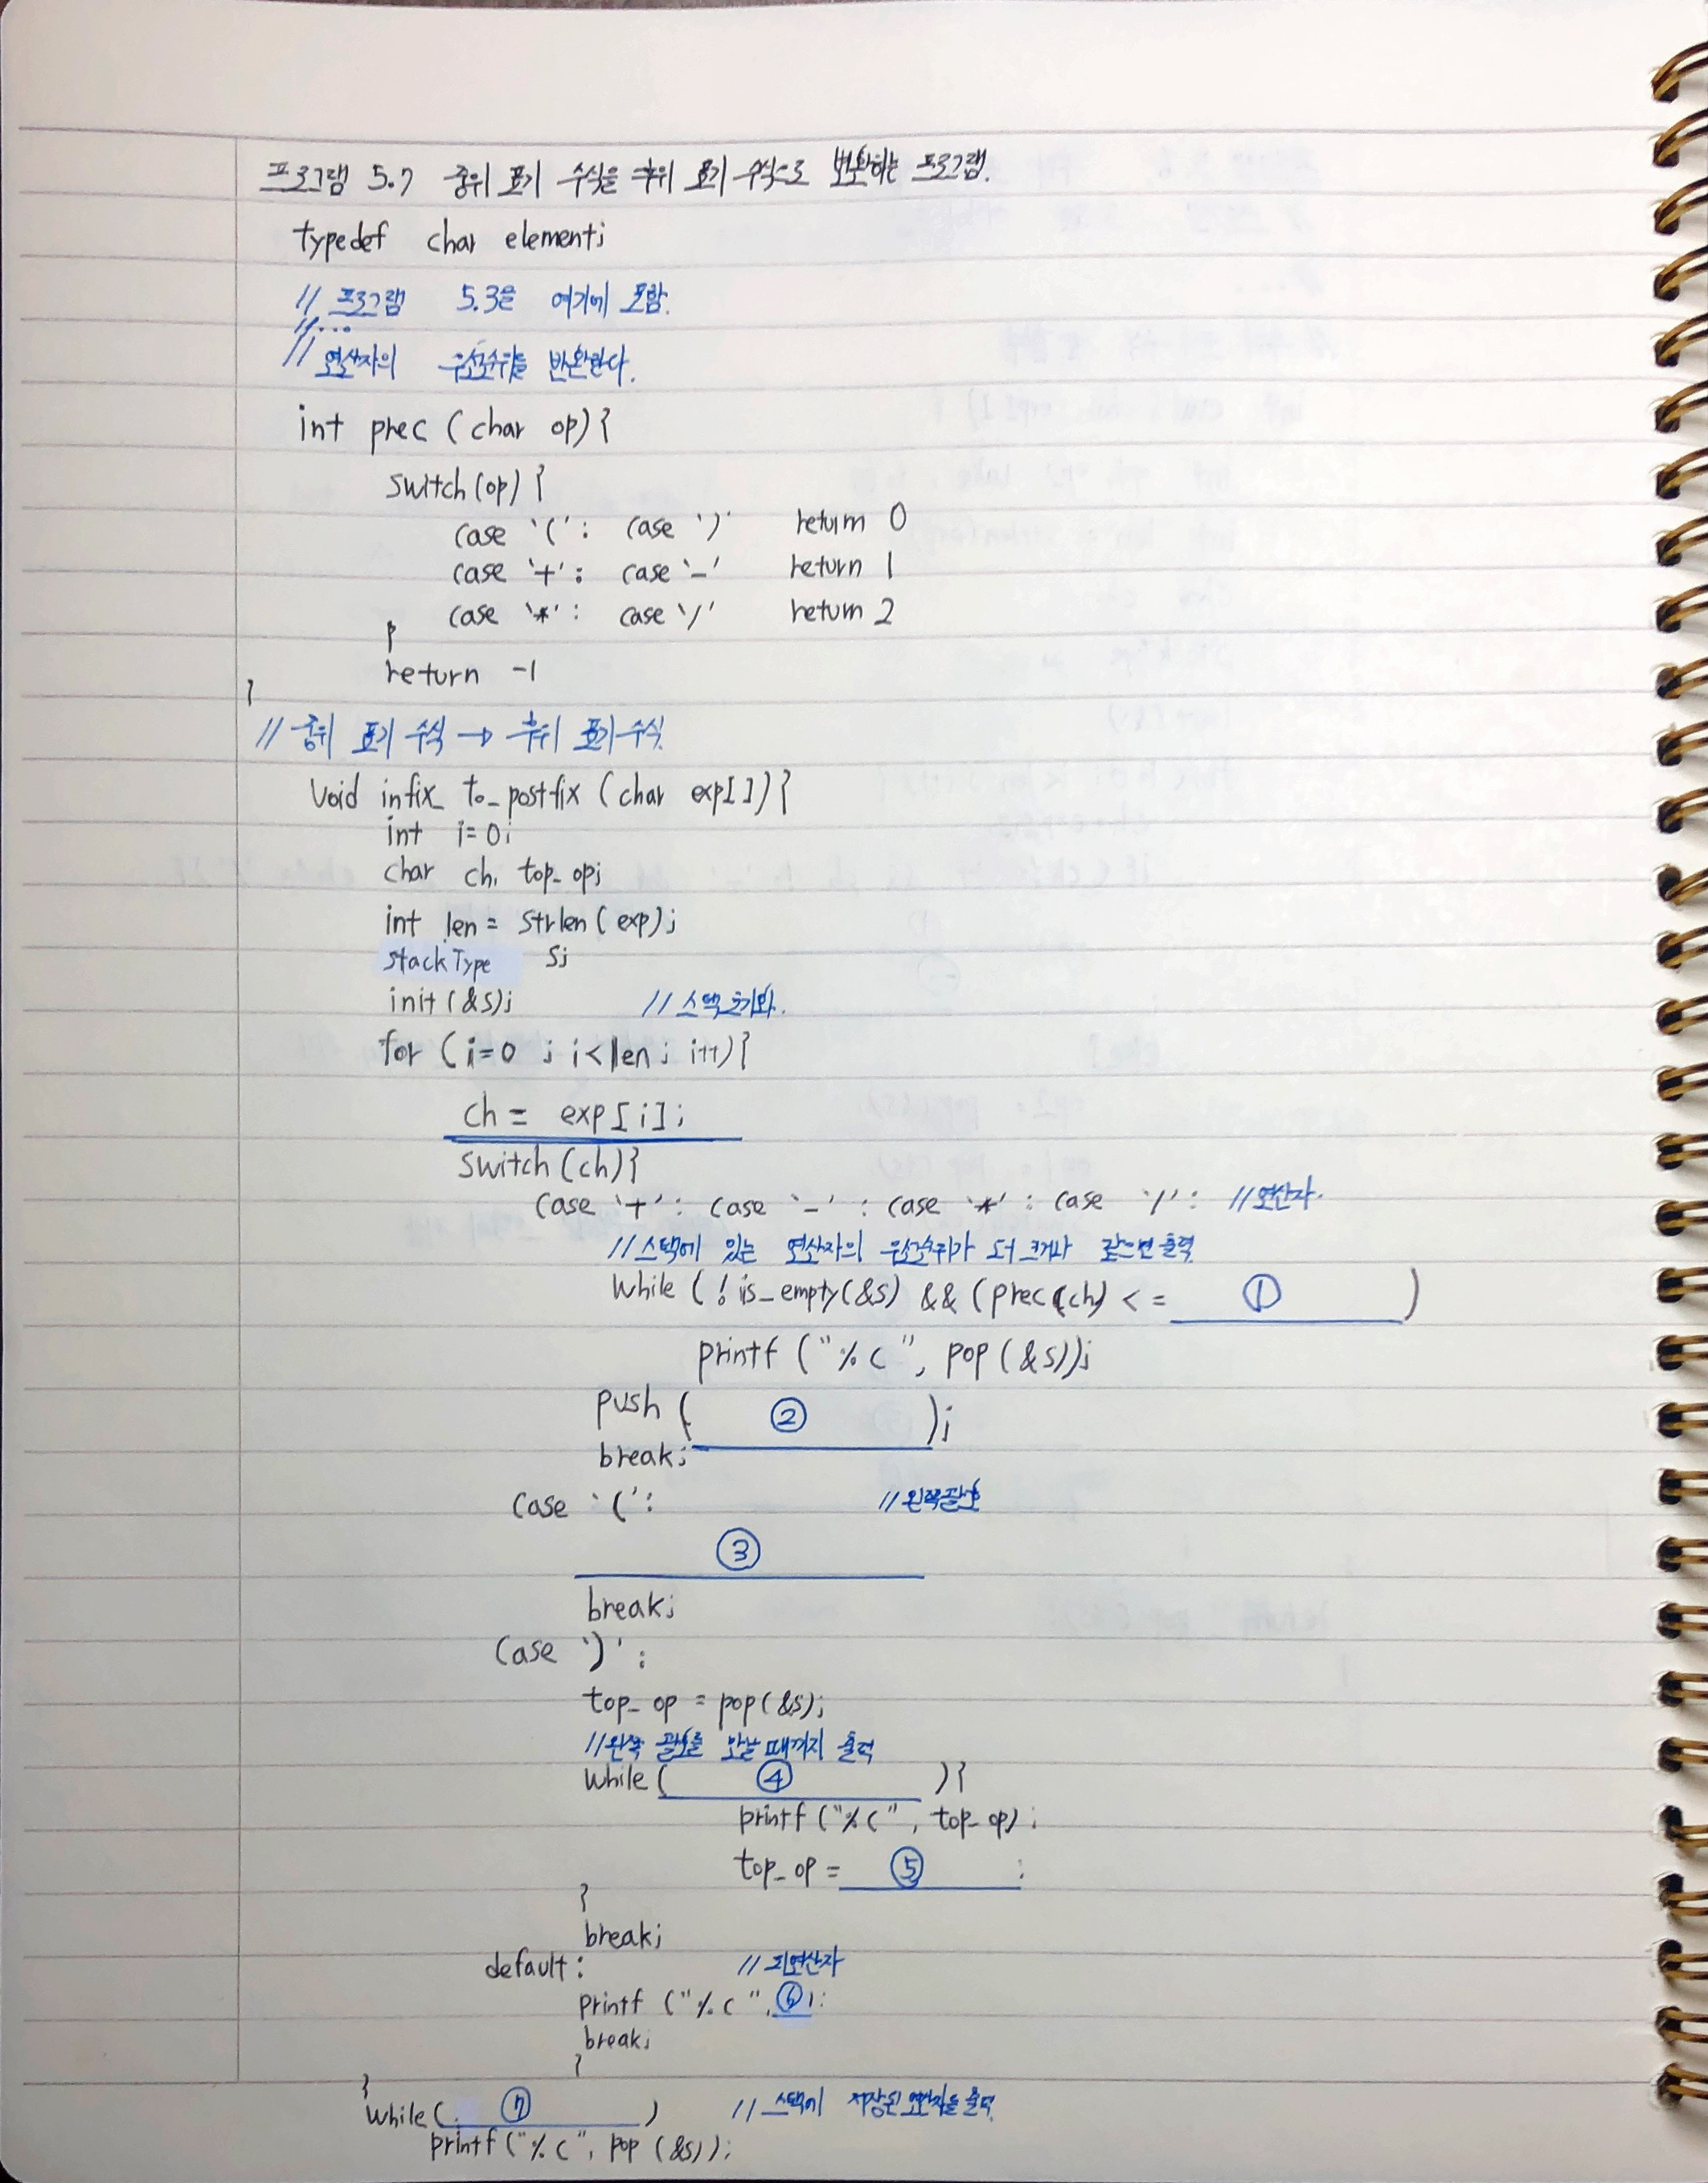 프로그램 5.7 중위 표기 수식을 후위 표기 수식으로 변환하는 프로그램.
typedef char element;
// 프로그램 5.3은 여기에 포함.
//...
// 연산자의 우선순위를 반환한다.
int prec (char op){
switch(op) {
case '(': case ')' return 0
case '+': case '-' return 1
case '*': case '/' return 2
}
return -1
}
// 중위 표기 수식 → 후위 표기 수식
void infix_to_postfix (char exp[]){
int i=0;
char ch, top_op;
int len = strlen(exp);
stackType s;
init(&s); // 스택 초기화.
for (i=0 ; i<len ; i++){
ch = exp[i];
switch(ch){
case '+': case '-' : case '*' : case '/' : //연산자.
//스택에 있는 연산자의 우선순위가 더 크거나 같으면 출력
while ( ! is_empty(&s) && (prec(ch) <= ① )
printf ("%c", pop(&s));
push ( ② );
break;
case '(': //왼쪽괄호
③
break;
case ')' :
top_op = pop(&s);
//왼쪽 괄호를 만날 때까지 출력
while( ④ ){
printf ("%c" , top_op) ;
top_op = ⑤ ;
}
break;
default: // 피연산자
printf ("%c", ⑥ );
break;
}
}
while( ⑦ ) // 스택에 저장된 연산자들 출력
printf("%c", pop (&s));